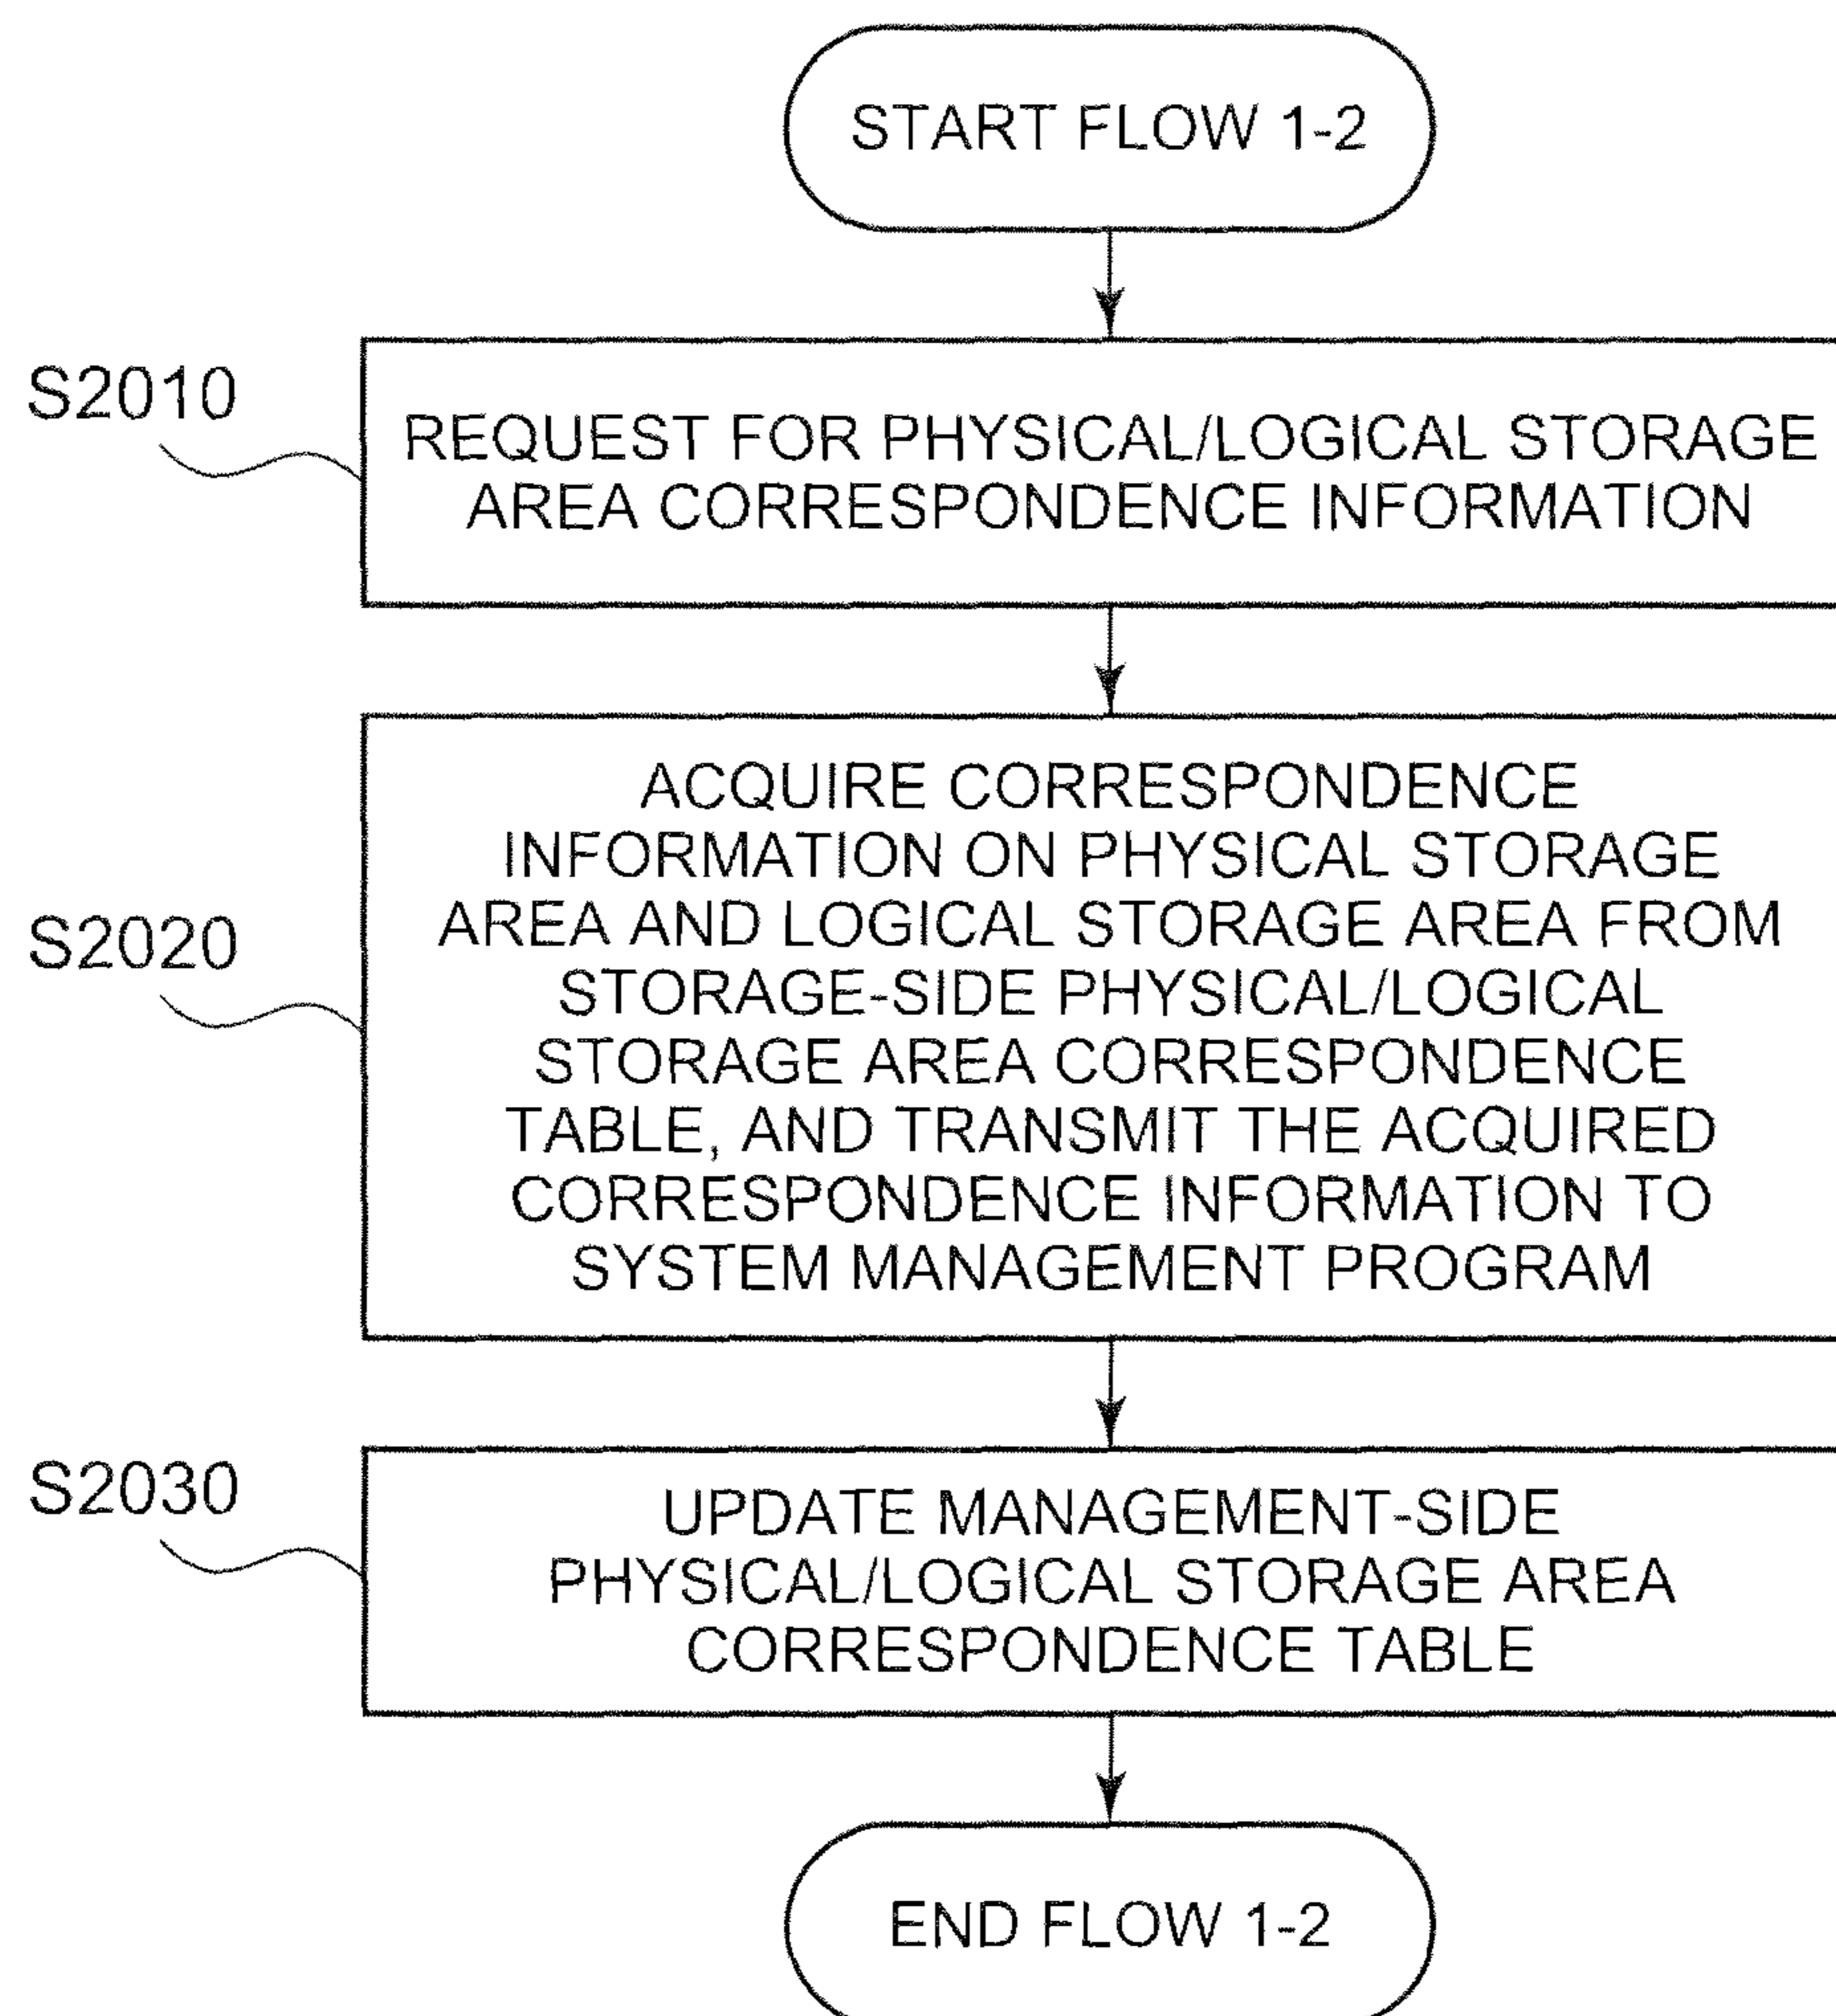 START FLOW 1-2
S2010
REQUEST FOR PHYSICAL/LOGICAL STORAGE
AREA CORRESPONDENCE INFORMATION
S2020
ACQUIRE CORRESPONDENCE
INFORMATION ON PHYSICAL STORAGE
AREA AND LOGICAL STORAGE AREA FROM
STORAGE-SIDE PHYSICAL/LOGICAL
STORAGE AREA CORRESPONDENCE
TABLE, AND TRANSMIT THE ACQUIRED
CORRESPONDENCE INFORMATION TO
SYSTEM MANAGEMENT PROGRAM
S2030
UPDATE MANAGEMENT-SIDE
PHYSICAL/LOGICAL STORAGE AREA
CORRESPONDENCE TABLE
END FLOW 1-2